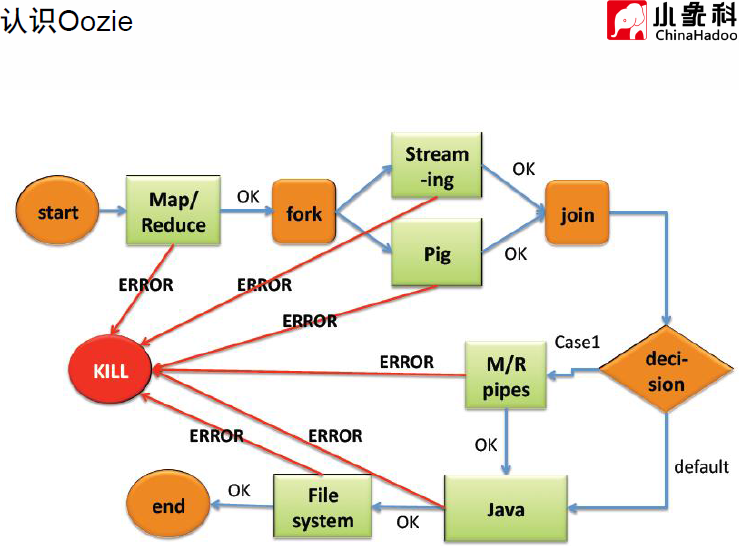 认识Oozie
小象科
ChinaHadoo
start
Map/
Reduce
OK
fork
Stream
-ing
OK
Pig
OK
join
ERROR
ERROR
ERROR
KILL
ERROR
M/R
pipes
Case1
deci-
sion
OK
default
ERROR
ERROR
end
OK
File
system
OK
Java